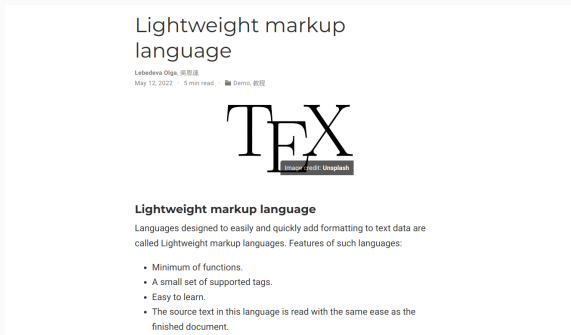 Lightweight markup
language
Lebedeva Olga, 吳恩達
May 12, 2022 · 5 min read · Demo, 教程
TEX
Image credit: Unsplash
Lightweight markup language
Languages designed to easily and quickly add formatting to text data are
called Lightweight markup languages. Features of such languages:
• Minimum of functions.
• A small set of supported tags.
• Easy to learn.
• The source text in this language is read with the same ease as the
finished document.